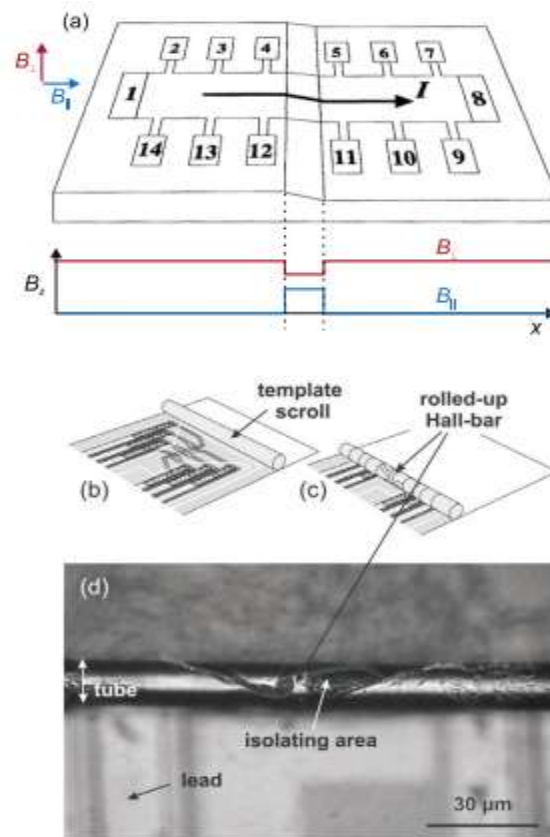 (a)
B⊥
B||
2 3 4 5 6 7
1 I 8
14 13 12 11 10 9
B⊥
Bz
B||
x
template
scroll
rolled-up
Hall-bar
(b) (c)
(d)
tube
isolating area
lead
30 µm